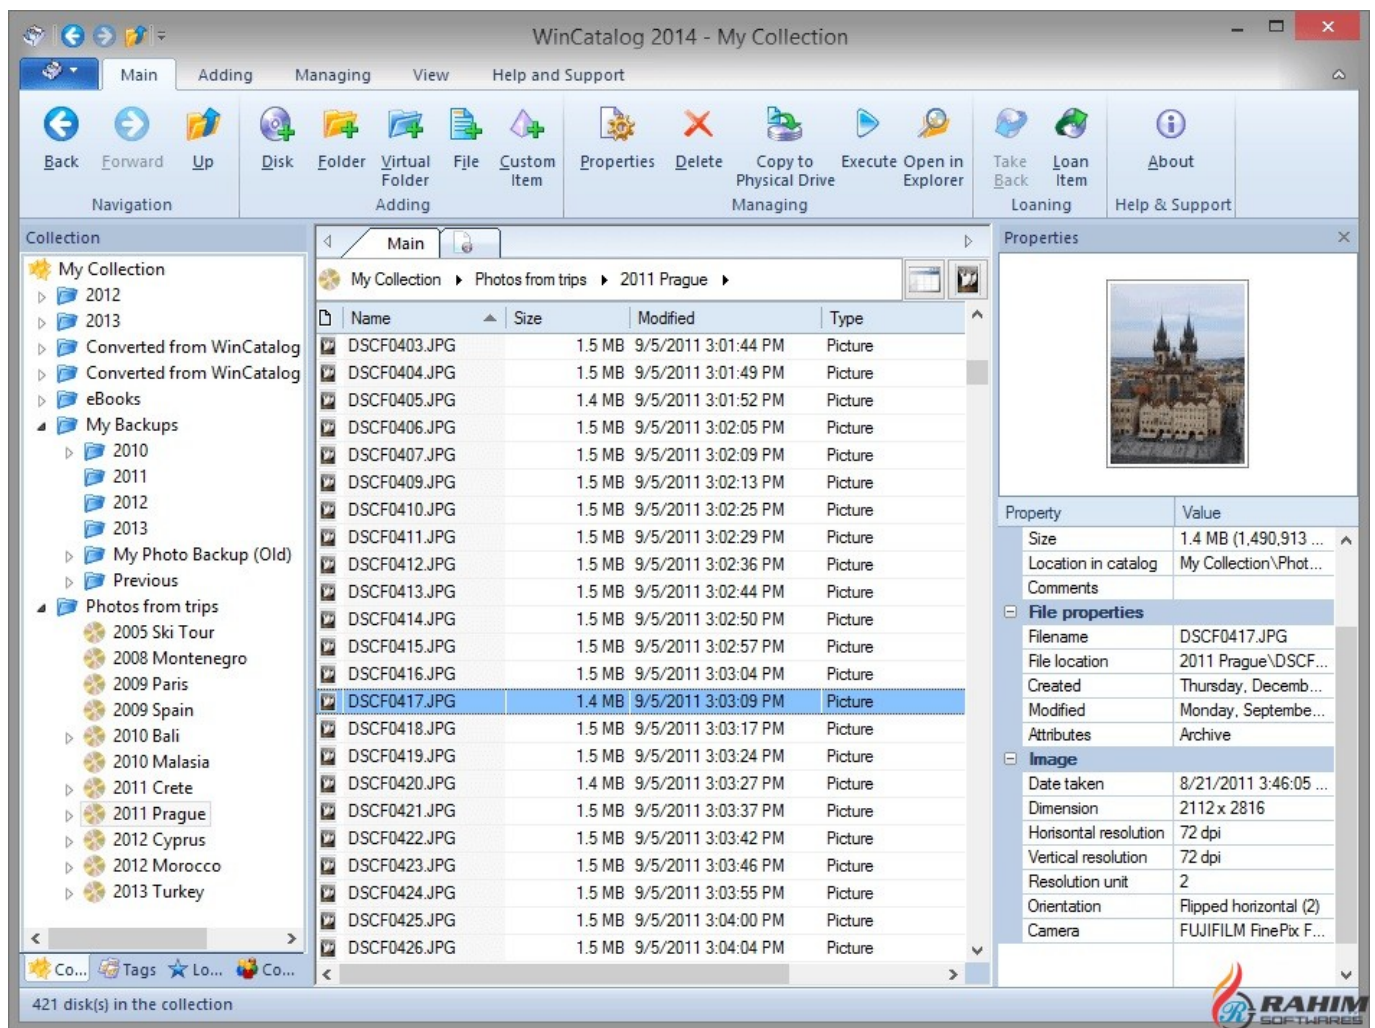 WinCatalog 2014 - My Collection
Main Adding Managing View Help and Support
Back Forward Up Disk Folder Virtual Folder File Custom Item Properties Delete Copy to Physical Drive Execute Open in Explorer Take Back Loan Item About
Navigation Adding Managing Loaning Help & Support
Collection
My Collection
2012
2013
Converted from WinCatalog
Converted from WinCatalog
eBooks
My Backups
2010
2011
2012
2013
My Photo Backup (Old)
Previous
Photos from trips
2005 Ski Tour
2008 Montenegro
2009 Paris
2009 Spain
2010 Bali
2010 Malasia
2011 Crete
2011 Prague
2012 Cyprus
2012 Morocco
2013 Turkey
Co... Tags Lo... Co...
Main
My Collection Photos from trips 2011 Prague
Name Size Modified Type
DSCF0403.JPG 1.5 MB 9/5/2011 3:01:44 PM Picture
DSCF0404.JPG 1.5 MB 9/5/2011 3:01:49 PM Picture
DSCF0405.JPG 1.4 MB 9/5/2011 3:01:52 PM Picture
DSCF0406.JPG 1.5 MB 9/5/2011 3:02:05 PM Picture
DSCF0407.JPG 1.5 MB 9/5/2011 3:02:09 PM Picture
DSCF0409.JPG 1.5 MB 9/5/2011 3:02:13 PM Picture
DSCF0410.JPG 1.5 MB 9/5/2011 3:02:25 PM Picture
DSCF0411.JPG 1.5 MB 9/5/2011 3:02:29 PM Picture
DSCF0412.JPG 1.5 MB 9/5/2011 3:02:36 PM Picture
DSCF0413.JPG 1.5 MB 9/5/2011 3:02:44 PM Picture
DSCF0414.JPG 1.5 MB 9/5/2011 3:02:50 PM Picture
DSCF0415.JPG 1.5 MB 9/5/2011 3:02:57 PM Picture
DSCF0416.JPG 1.5 MB 9/5/2011 3:03:04 PM Picture
DSCF0417.JPG 1.4 MB 9/5/2011 3:03:09 PM Picture
DSCF0418.JPG 1.5 MB 9/5/2011 3:03:17 PM Picture
DSCF0419.JPG 1.5 MB 9/5/2011 3:03:24 PM Picture
DSCF0420.JPG 1.4 MB 9/5/2011 3:03:27 PM Picture
DSCF0421.JPG 1.5 MB 9/5/2011 3:03:37 PM Picture
DSCF0422.JPG 1.5 MB 9/5/2011 3:03:42 PM Picture
DSCF0423.JPG 1.5 MB 9/5/2011 3:03:46 PM Picture
DSCF0424.JPG 1.5 MB 9/5/2011 3:03:55 PM Picture
DSCF0425.JPG 1.5 MB 9/5/2011 3:04:00 PM Picture
DSCF0426.JPG 1.5 MB 9/5/2011 3:04:04 PM Picture
Properties
Property Value
Size 1.4 MB (1,490,913 ...
Location in catalog My Collection\Phot...
Comments
File properties
Filename DSCF0417.JPG
File location 2011 Prague\DSCF...
Created Thursday, Decemb...
Modified Monday, Septembe...
Attributes Archive
Image
Date taken 8/21/2011 3:46:05 ...
Dimension 2112 x 2816
Horisontal resolution 72 dpi
Vertical resolution 72 dpi
Resolution unit 2
Orientation Flipped horizontal (2)
Camera FUJIFILM FinePix F...
421 disk(s) in the collection
R RAHIM
SOFTWARES